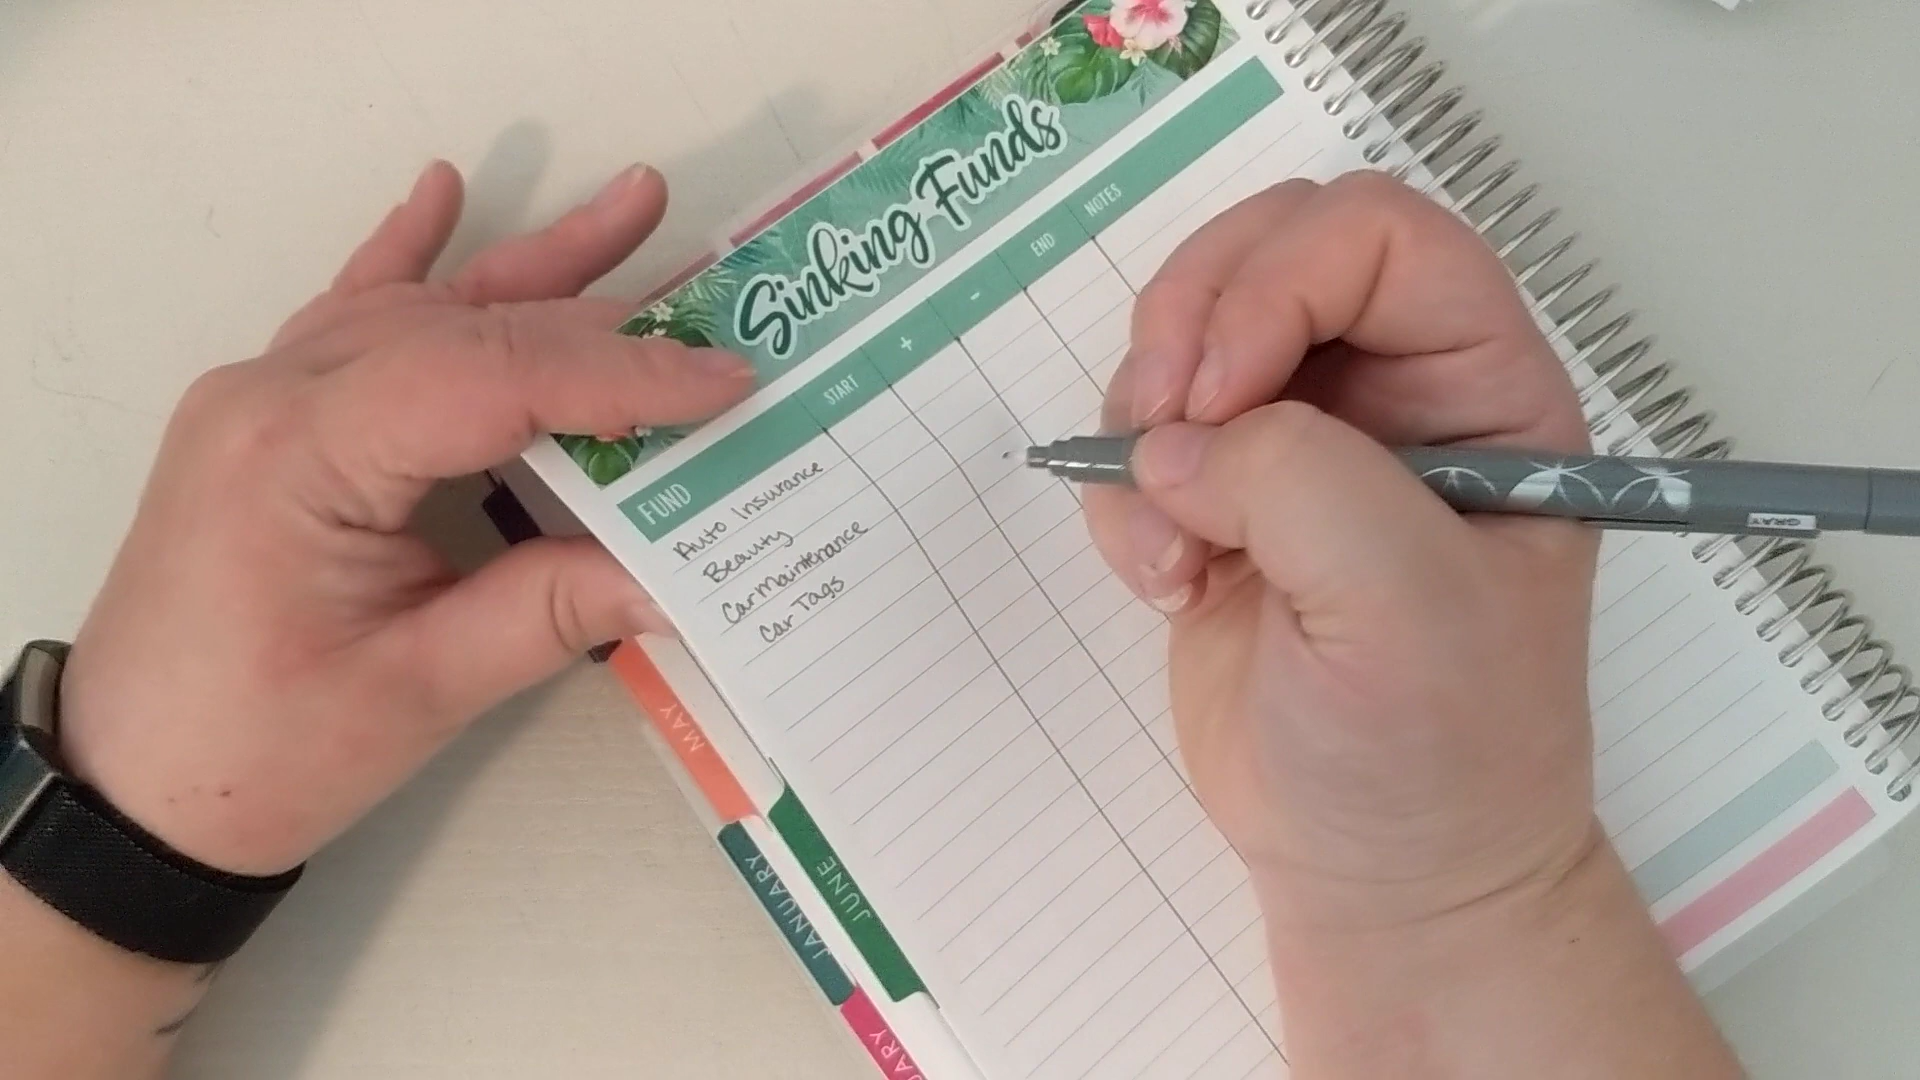 Sinking Funds
FUND START + - END NOTES
Auto Insurance
Beauty
Car Maintenance
Car Tags
MAY
JUNE
JANUARY
GRAY